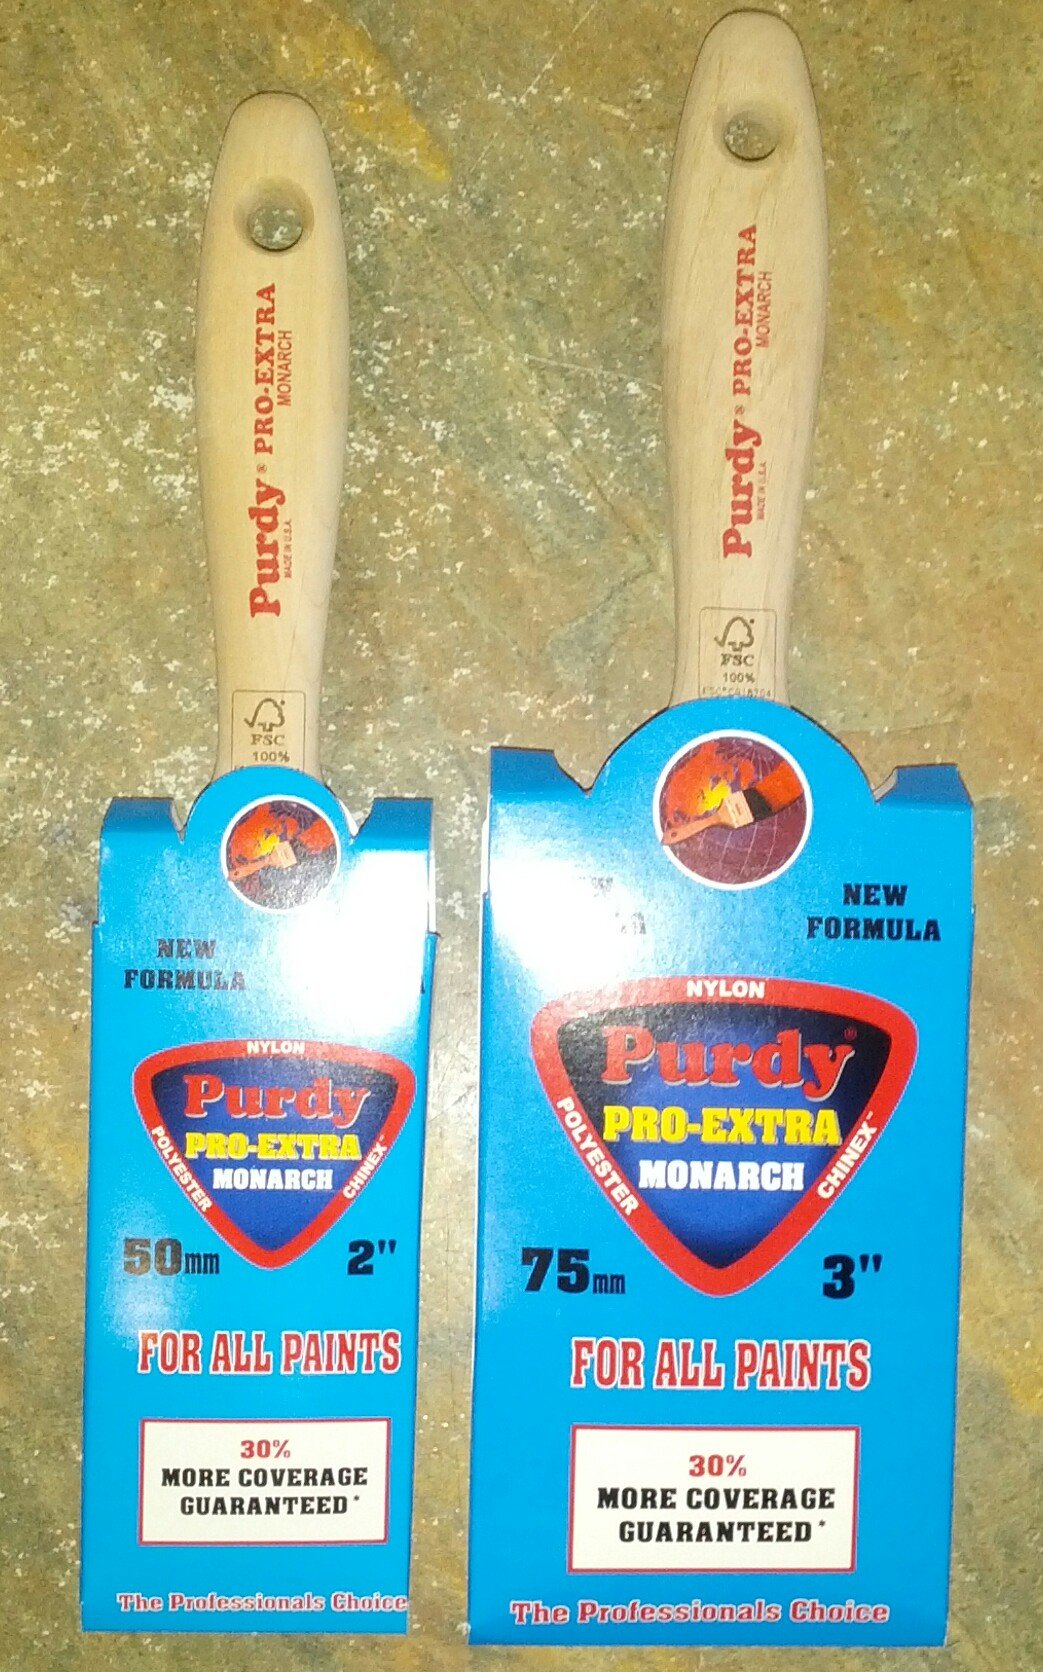 Purdy® PRO-EXTRA
MONARCH
MADE IN U.S.A.
FSC
100%
NEW
FORMULA
NYLON
POLYESTER
CHINEX™
Purdy
PRO-EXTRA
MONARCH
50mm
2"
FOR ALL PAINTS
30%
MORE COVERAGE
GUARANTEED*
The Professionals Choice
Purdy® PRO-EXTRA
MONARCH
MADE IN U.S.A.
FSC
100%
NEW
FORMULA
NYLON
POLYESTER
CHINEX™
Purdy®
PRO-EXTRA
MONARCH
75mm
3"
FOR ALL PAINTS
30%
MORE COVERAGE
GUARANTEED*
The Professionals Choice